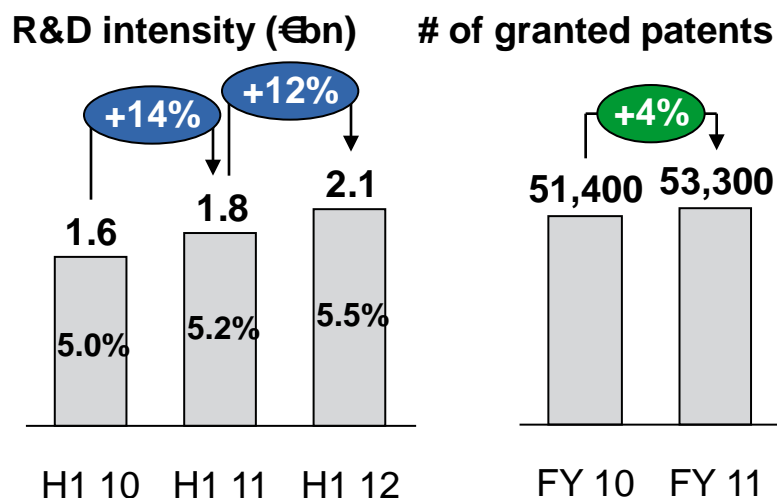 R&D intensity (€bn)
+14%
+12%
1.6
1.8
2.1
5.0%
5.2%
5.5%
H1 10
H1 11
H1 12
# of granted patents
+4%
51,400
53,300
FY 10
FY 11